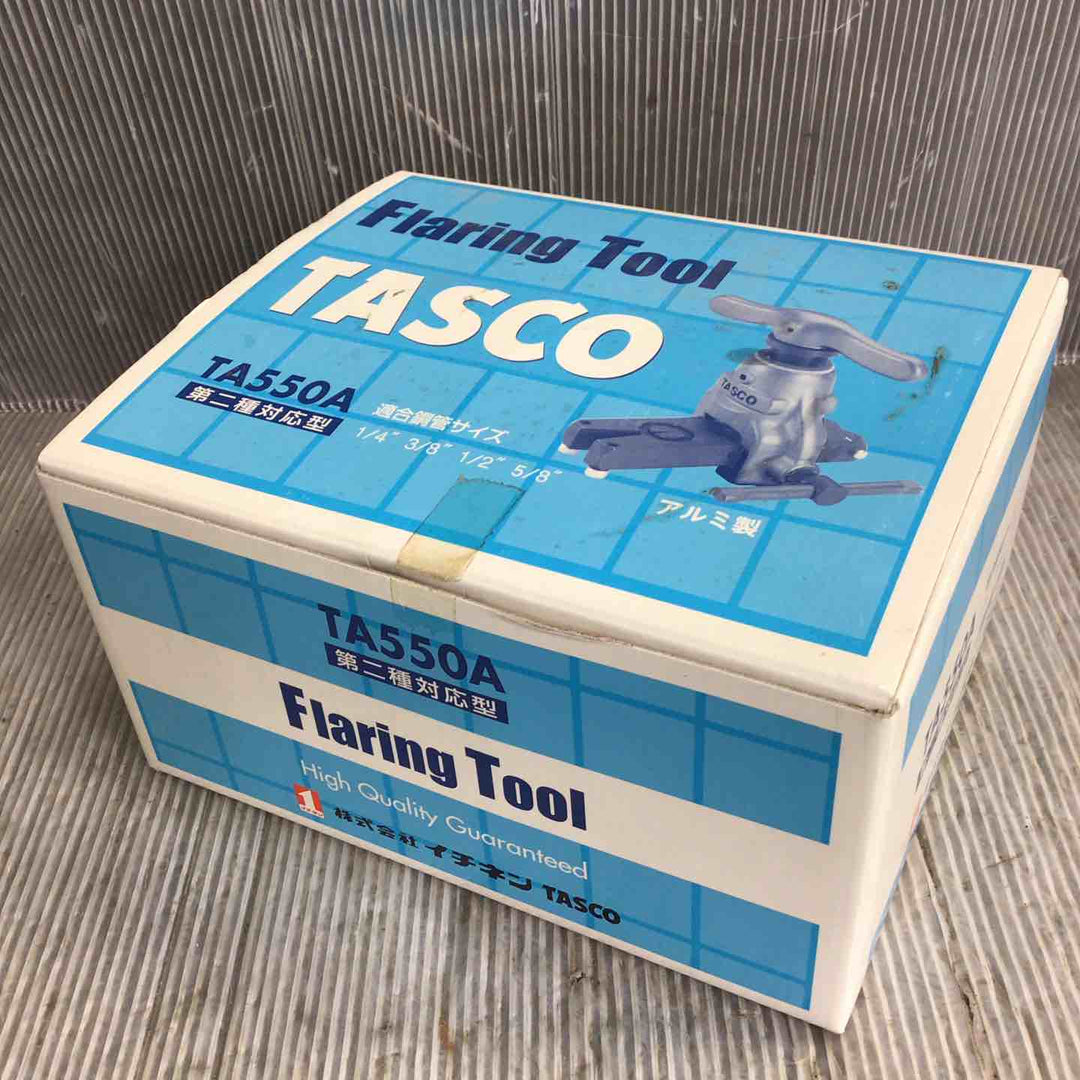 Flaring Tool
TASCO
TA550A
第二種対応型
適合銅管サイズ
1/4" 3/8" 1/2" 5/8"
TASCO
アルミ製
TA550A
第二種対応型
Flaring Tool
High Quality Guaranteed
1 株式会社 イチネン TASCO